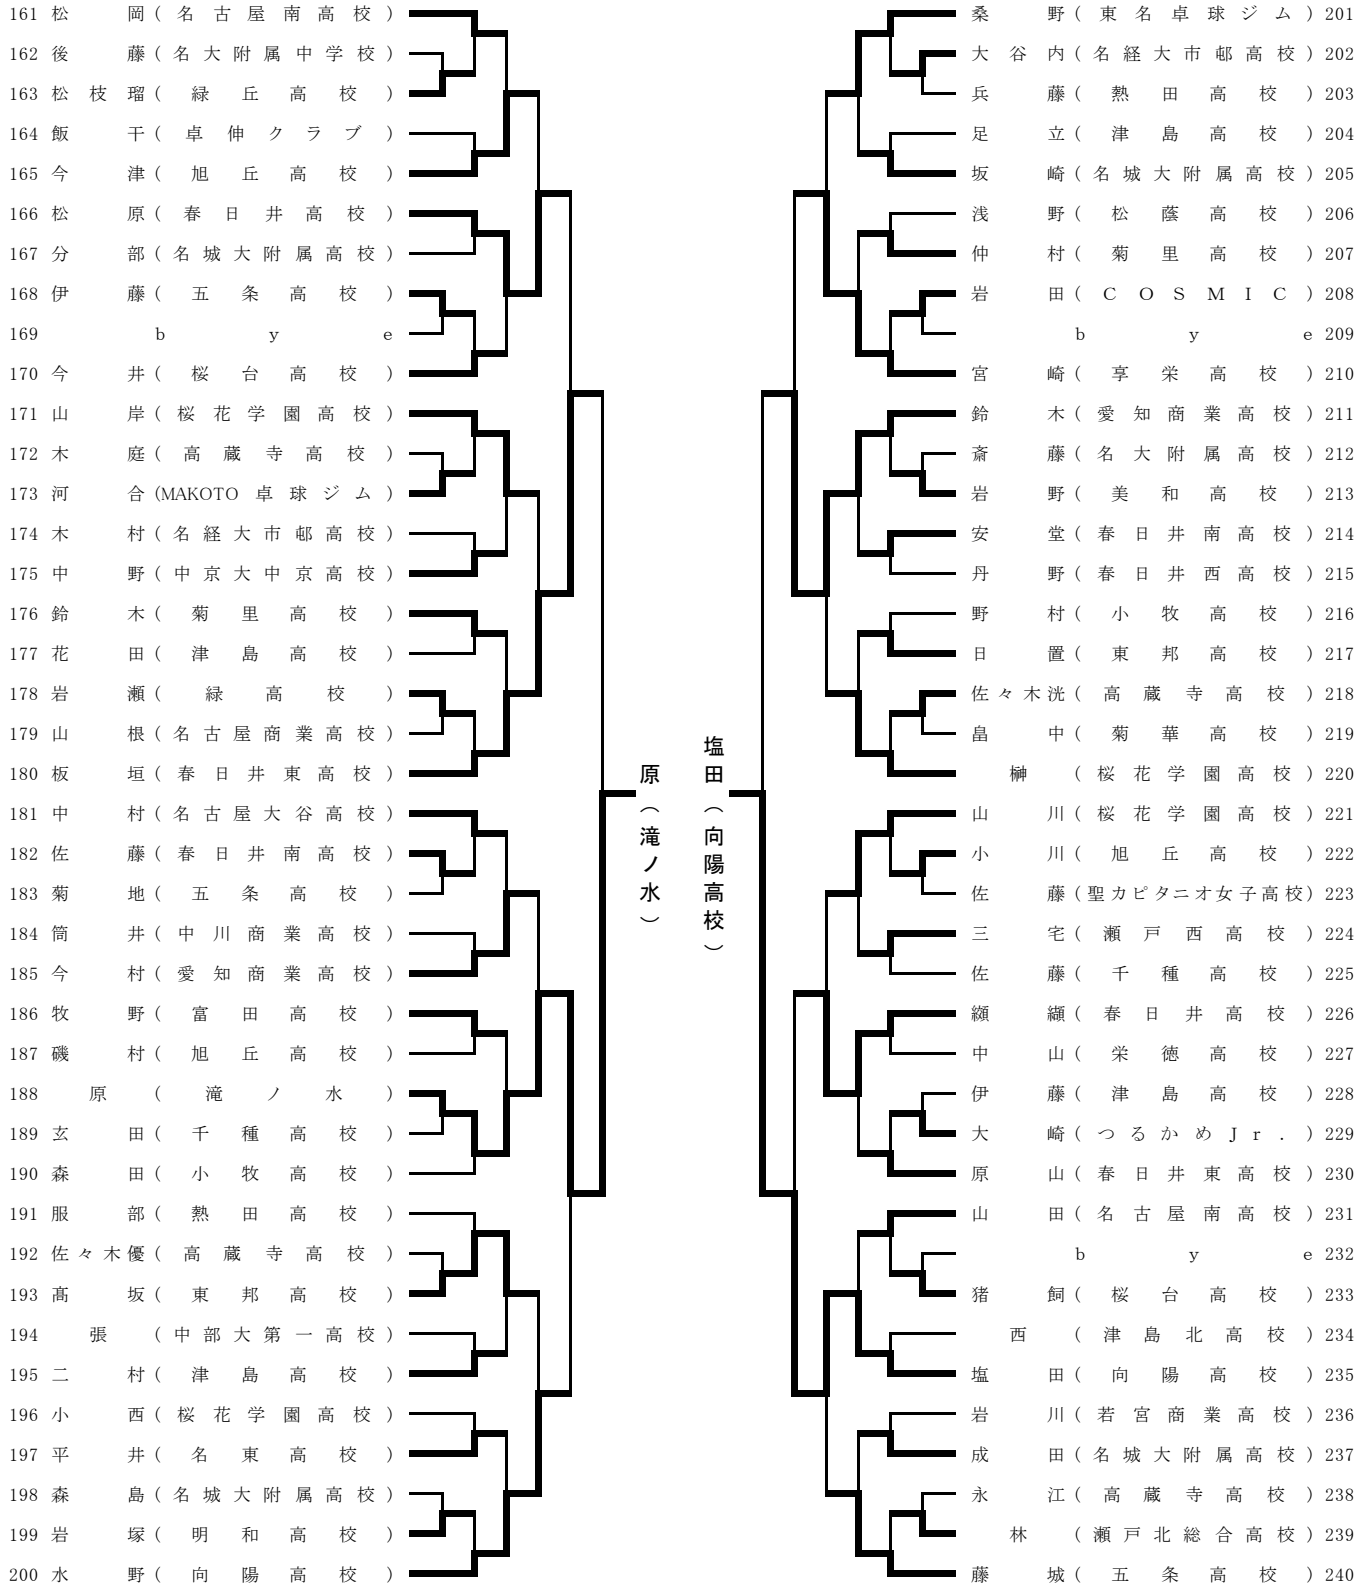 161 松岡(名古屋南高校)
162 後藤(名大附属中学校)
163 松枝瑠(緑丘高校)
164 飯干(卓伸クラブ)
165 今津(旭丘高校)
166 松原(春日井高校)
167 分部(名城大附属高校)
168 伊藤(五条高校)
169 bye
170 今井(桜台高校)
171 山岸(桜花学園高校)
172 木庭(高蔵寺高校)
173 河合(MAKOTO卓球ジム)
174 木村(名経大市邨高校)
175 中野(中京大中京高校)
176 鈴木(菊里高校)
177 花田(津島高校)
178 岩瀬(緑高校)
179 山根(名古屋商業高校)
180 板垣(春日井東高校)
181 中村(名古屋大谷高校)
182 佐藤(春日井南高校)
183 菊地(五条高校)
184 筒井(中川商業高校)
185 今村(愛知商業高校)
186 牧野(富田高校)
187 磯村(旭丘高校)
188 原(滝ノ水)
189 玄田(千種高校)
190 森田(小牧高校)
191 服部(熱田高校)
192 佐々木優(高蔵寺高校)
193 髙坂(東邦高校)
194 張(中部大第一高校)
195 二村(津島高校)
196 小西(桜花学園高校)
197 平井(名東高校)
198 森島(名城大附属高校)
199 岩塚(明和高校)
200 水野(向陽高校)
原(滝ノ水)
塩田(向陽高校)
桑野(東名卓球ジム)201
大谷内(名経大市邨高校)202
兵藤(熱田高校)203
足立(津島高校)204
坂崎(名城大附属高校)205
浅野(松蔭高校)206
仲村(菊里高校)207
岩田(COSMIC)208
bye 209
宮崎(享栄高校)210
鈴木(愛知商業高校)211
斎藤(名大附属高校)212
岩野(美和高校)213
安堂(春日井南高校)214
丹野(春日井西高校)215
野村(小牧高校)216
日置(東邦高校)217
佐々木洸(高蔵寺高校)218
畠中(菊華高校)219
榊(桜花学園高校)220
山川(桜花学園高校)221
小川(旭丘高校)222
佐藤(聖カピタニオ女子高校)223
三宅(瀬戸西高校)224
佐藤(千種高校)225
纐纈(春日井高校)226
中山(栄徳高校)227
伊藤(津島高校)228
大崎(つるかめJr.)229
原山(春日井東高校)230
山田(名古屋南高校)231
bye 232
猪飼(桜台高校)233
西(津島北高校)234
塩田(向陽高校)235
岩川(若宮商業高校)236
成田(名城大附属高校)237
永江(高蔵寺高校)238
林(瀬戸北総合高校)239
藤城(五条高校)240